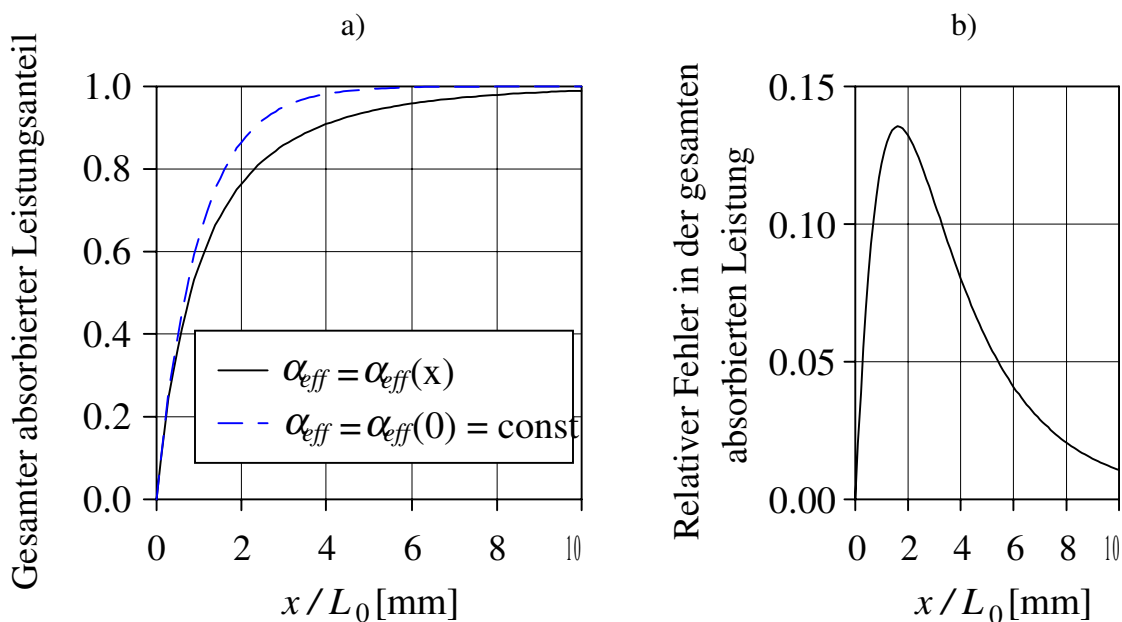 a)
Gesamter absorbierter Leistungsanteil
1.0
0.8
0.6
0.4
0.2
0.0
α_eff = α_eff(x)
α_eff = α_eff(0) = const
0 2 4 6 8 10
x / L₀ [mm]
b)
Relativer Fehler in der gesamten
absorbierten Leistung
0.15
0.10
0.05
0.00
0 2 4 6 8 10
x / L₀ [mm]